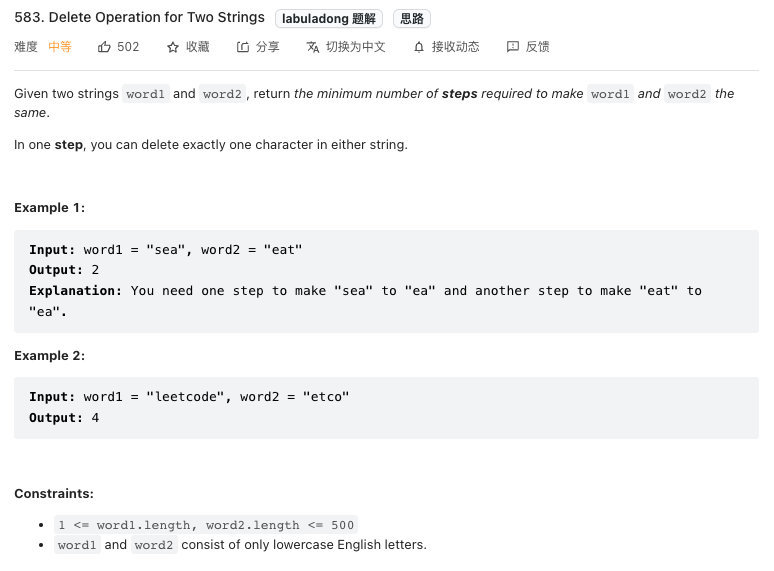 583. Delete Operation for Two Strings labuladong 题解 思路
难度 中等 502 收藏 分享 切换为中文 接收动态 反馈
Given two strings word1 and word2, return the minimum number of steps required to make word1 and word2 the
same.
In one step, you can delete exactly one character in either string.
Example 1:
Input: word1 = "sea", word2 = "eat"
Output: 2
Explanation: You need one step to make "sea" to "ea" and another step to make "eat" to
"ea".
Example 2:
Input: word1 = "leetcode", word2 = "etco"
Output: 4
Constraints:
• 1 <= word1.length, word2.length <= 500
• word1 and word2 consist of only lowercase English letters.